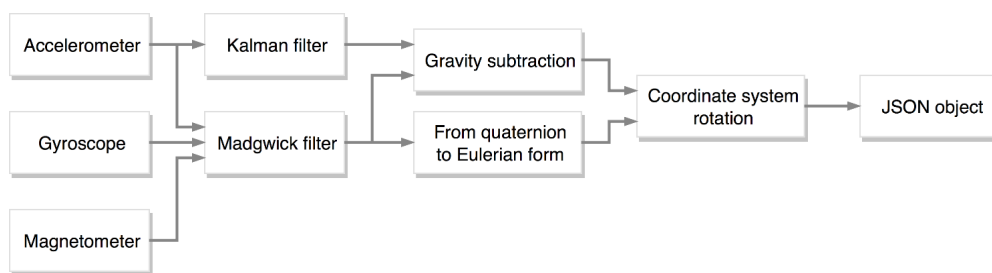 Accelerometer
Kalman filter
Gravity subtraction
Coordinate system
rotation
JSON object
Gyroscope
Madgwick filter
From quaternion
to Eulerian form
Magnetometer